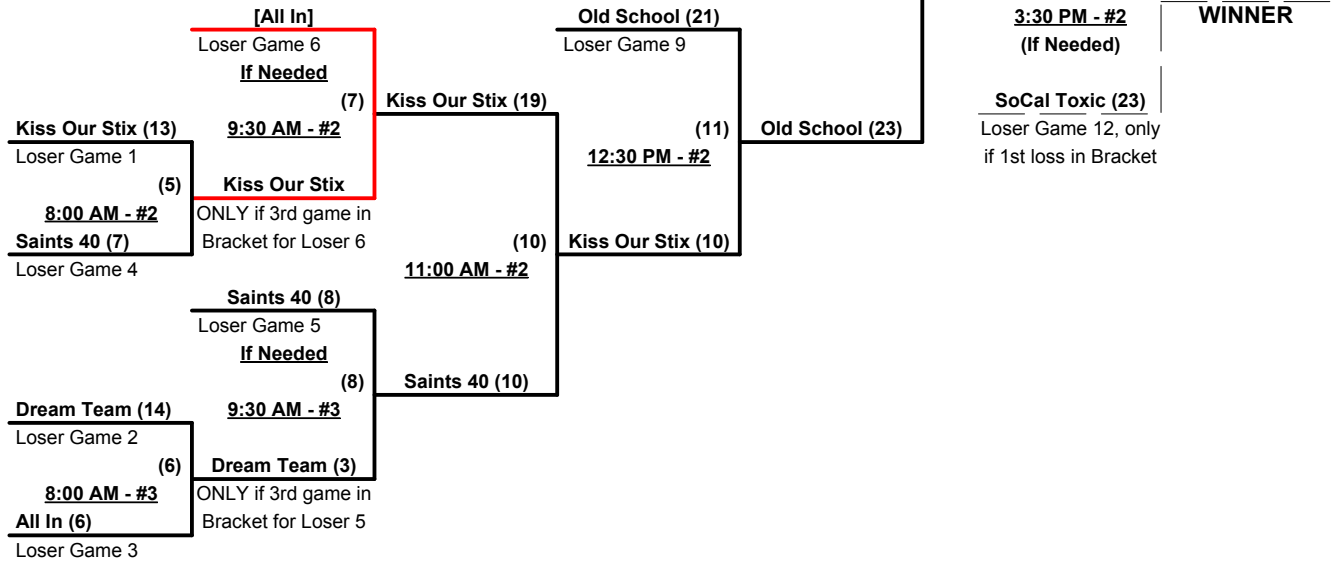 [All In]
Loser Game 6
If Needed
(7)
9:30 AM - #2
Kiss Our Stix (13)
Loser Game 1
(5)
8:00 AM - #2
Saints 40 (7)
Loser Game 4
Kiss Our Stix
ONLY if 3rd game in
Bracket for Loser 6
Kiss Our Stix (19)
Saints 40 (8)
Loser Game 5
If Needed
(8)
9:30 AM - #3
Dream Team (14)
Loser Game 2
(6)
8:00 AM - #3
All In (6)
Loser Game 3
Dream Team (3)
ONLY if 3rd game in
Bracket for Loser 5
Saints 40 (10)
(10)
11:00 AM - #2
Old School (21)
Loser Game 9
(11)
12:30 PM - #2
Kiss Our Stix (10)
Old School (23)
3:30 PM - #2
(If Needed)
SoCal Toxic (23)
Loser Game 12, only
if 1st loss in Bracket
WINNER